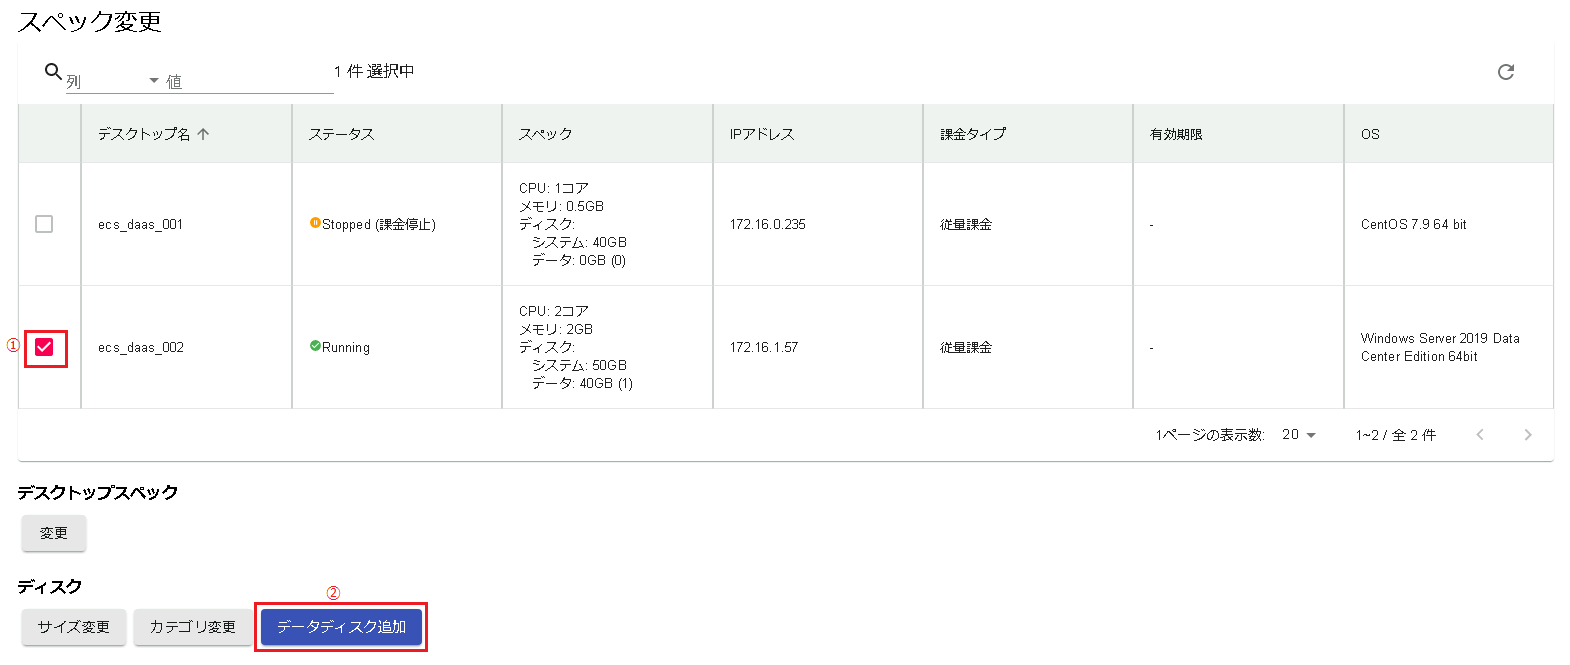 スペック変更
列 値 1 件 選択中
デスクトップ名 ステータス スペック IPアドレス 課金タイプ 有効期限 OS
ecs_daas_001 Stopped (課金停止) CPU: 1コア
メモリ: 0.5GB
ディスク:
システム: 40GB
データ: 0GB (0)
172.16.0.235 従量課金 - CentOS 7.9 64 bit
① ecs_daas_002 Running CPU: 2コア
メモリ: 2GB
ディスク:
システム: 50GB
データ: 40GB (1)
172.16.1.57 従量課金 - Windows Server 2019 Data
Center Edition 64bit
1ページの表示数: 20 1~2 / 全 2 件
デスクトップスペック
変更
ディスク
②
サイズ変更 カテゴリ変更 データディスク追加